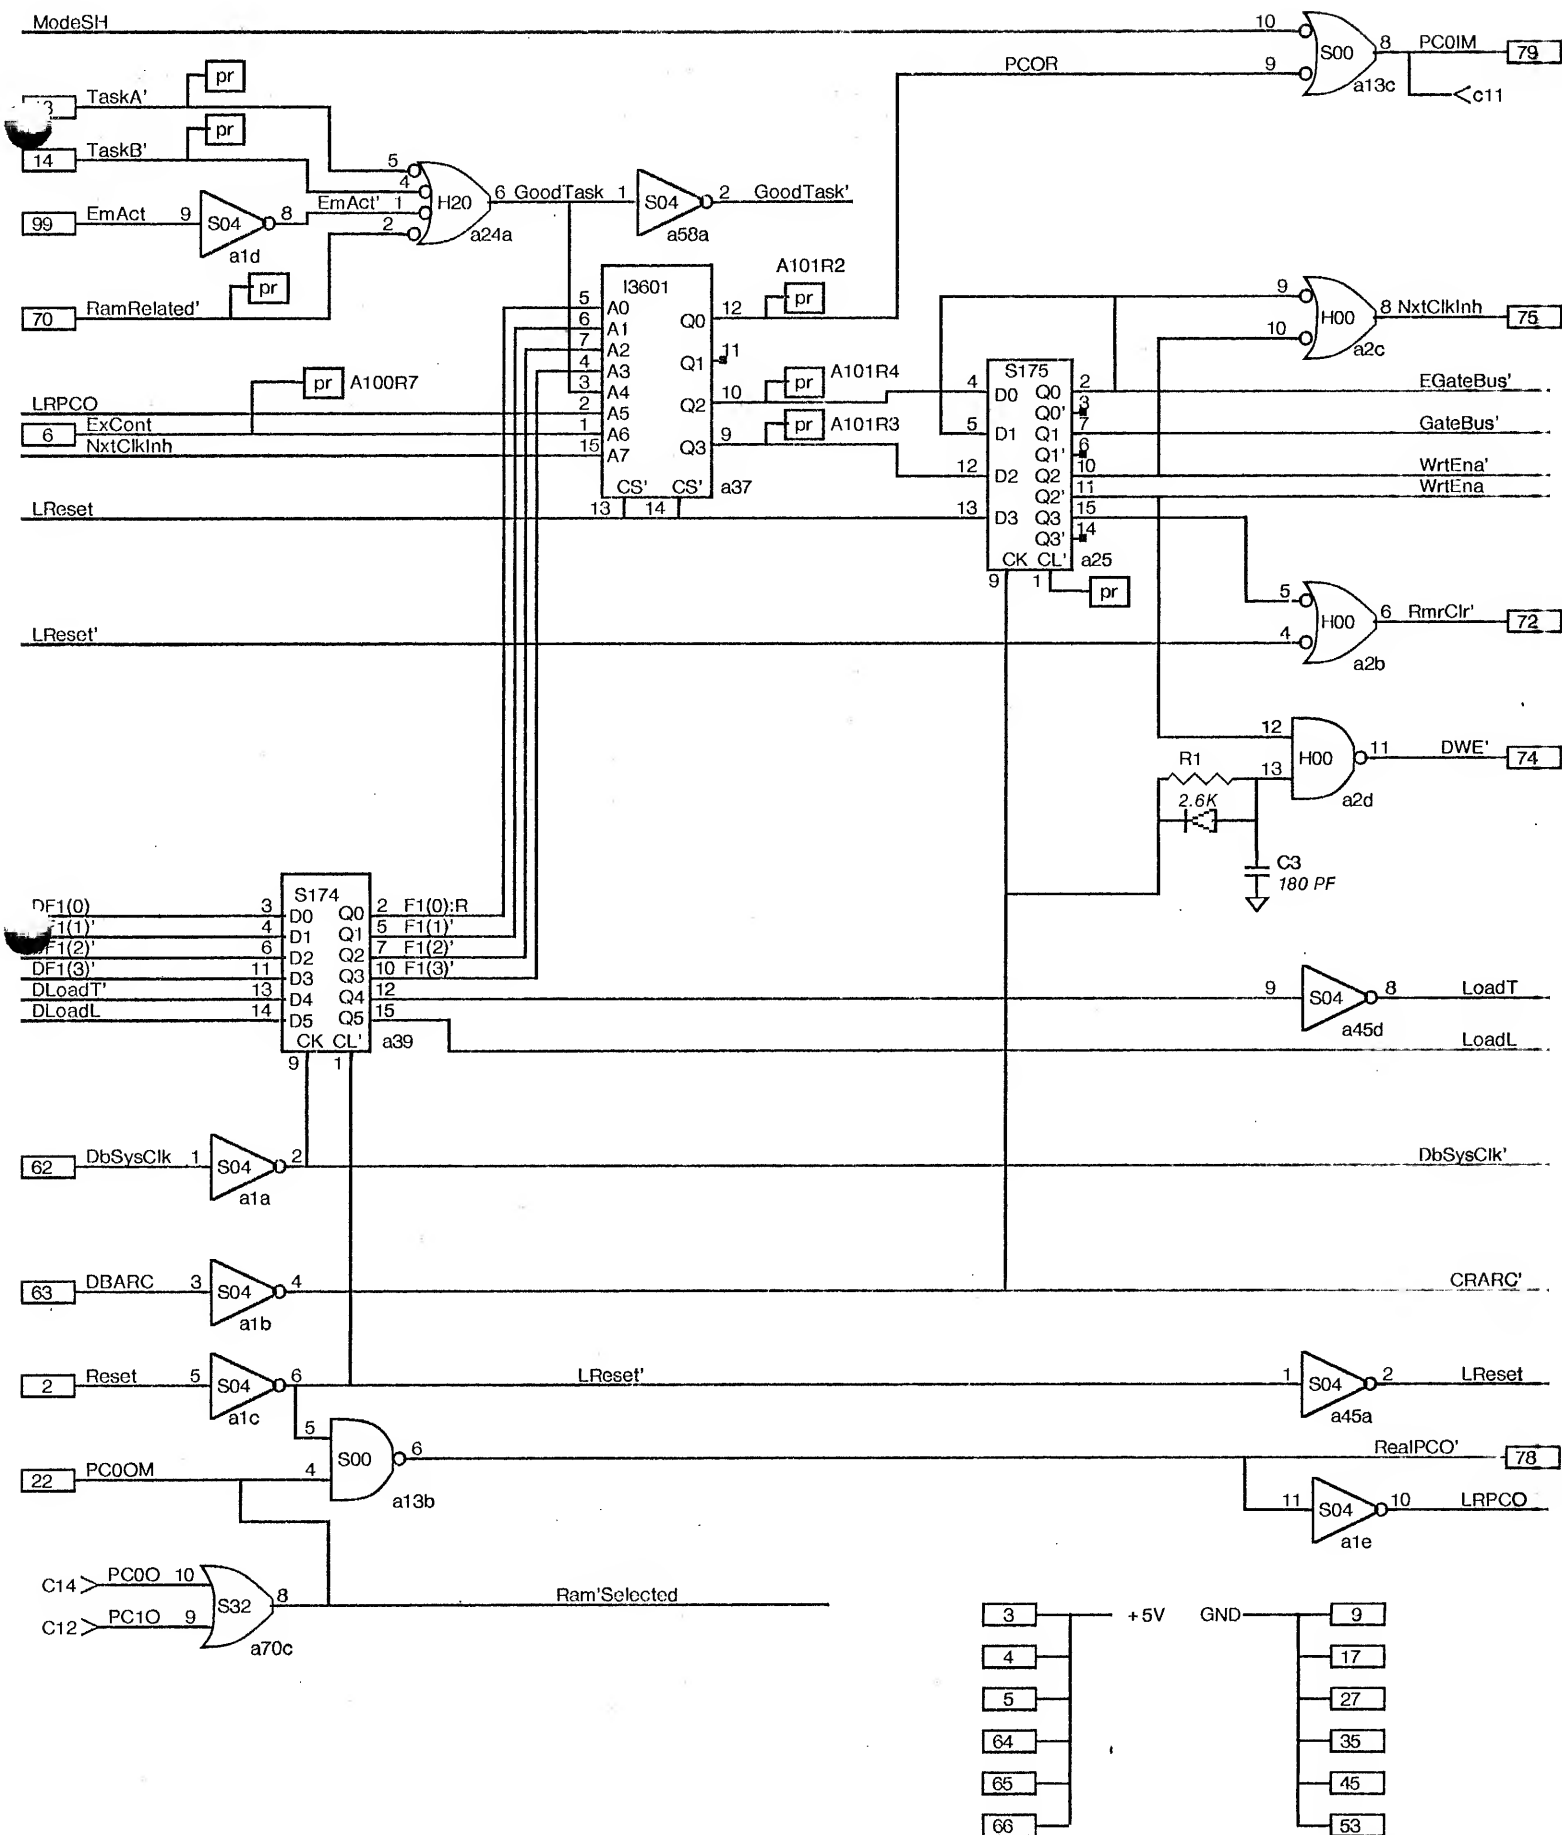 ModeSH
10
S00
8
PC0IM
79
PCOR
9
a13c
c11
pr
TaskA'
pr
14
TaskB'
5
4
6
GoodTask
1
S04
2
GoodTask'
99
EmAct
9
S04
8
EmAct'
1
2
H20
a24a
a58a
a1d
pr
70
RamRelated'
A101R2
I3601
5
A0
6
A1
7
A2
4
A3
3
A4
2
A5
1
A6
15
A7
Q0
12
pr
Q1
11
Q2
10
pr
A101R4
Q3
9
pr
A101R3
CS'
CS'
a37
13
14
pr
A100R7
LRPCO
6
ExCont
NxtClkInh
LReset
9
10
H00
8
NxtClkInh
75
a2c
S175
4
D0
5
D1
12
D2
13
D3
Q0
2
EGateBus'
Q0'
3
Q1
7
GateBus'
Q1'
6
Q2
10
WrtEna'
Q2'
11
WrtEna
Q3
15
Q3'
14
CK
CL'
a25
9
1
pr
LReset'
5
4
H00
6
RmrClr'
72
a2b
12
13
H00
11
DWE'
74
a2d
R1
2.6K
C3
180 PF
S174
DF1(0)
3
D0
Q0
2
F1(0):R
F1(1)'
4
D1
Q1
5
F1(1)'
DF1(2)'
6
D2
Q2
7
F1(2)'
DF1(3)'
11
D3
Q3
10
F1(3)'
DLoadT'
13
D4
Q4
12
9
S04
8
LoadT
a45d
DLoadL
14
D5
Q5
15
LoadL
CK
CL'
a39
9
1
62
DbSysClk
1
S04
2
DbSysClk'
a1a
63
DBARC
3
S04
4
CRARC'
a1b
2
Reset
5
S04
6
LReset'
1
S04
2
LReset
a1c
a45a
5
4
S00
6
RealPCO'
78
22
PC0OM
a13b
11
S04
10
LRPCO
a1e
C14
PC0O
10
C12
PC1O
9
S32
8
Ram'Selected
a70c
3
+5V
GND
9
4
17
5
27
64
35
65
45
66
53